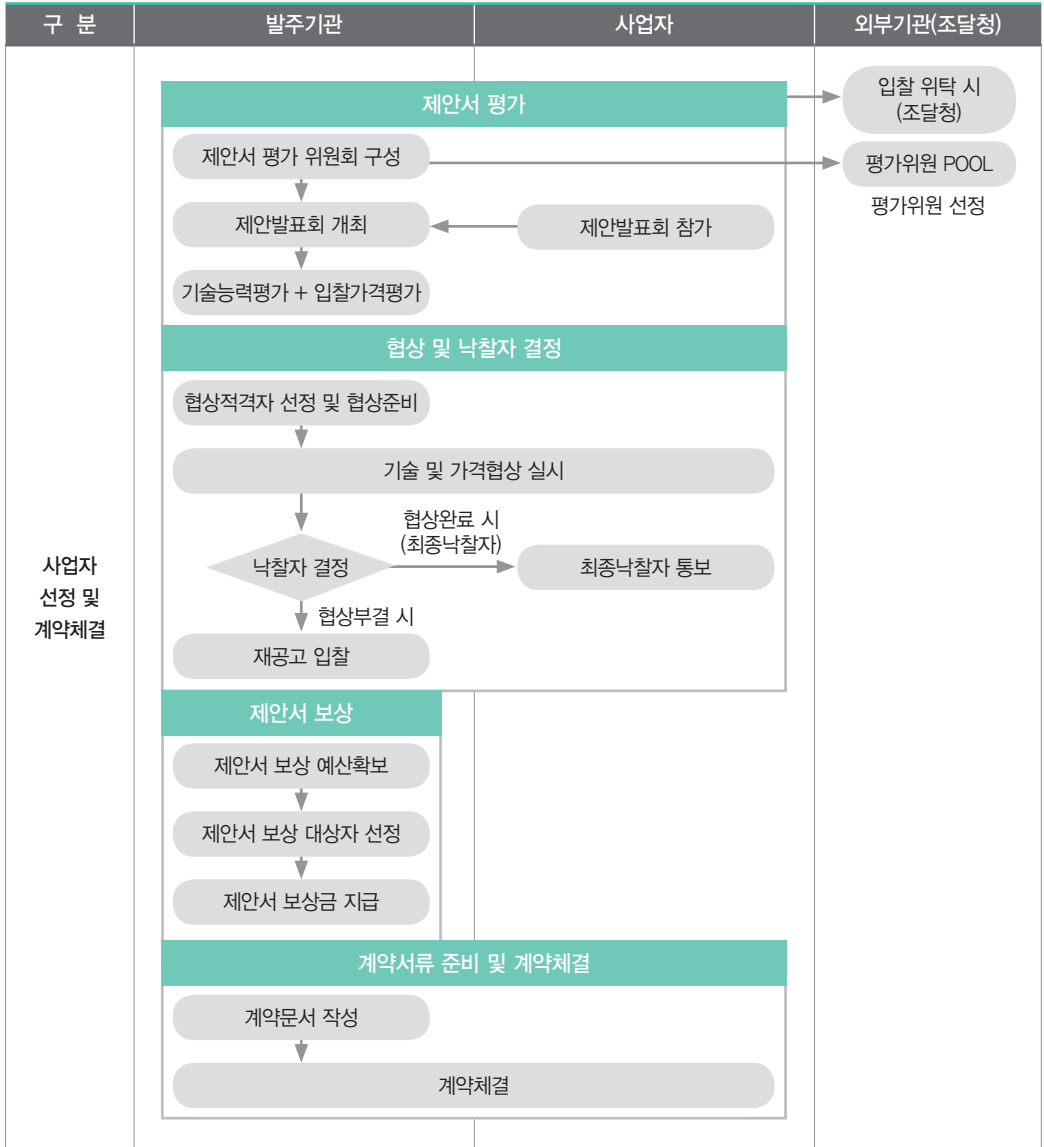 구 분
발주기관
사업자
외부기관(조달청)
제안서 평가
입찰 위탁 시
(조달청)
제안서 평가 위원회 구성
평가위원 POOL
평가위원 선정
제안발표회 개최
제안발표회 참가
기술능력평가 + 입찰가격평가
협상 및 낙찰자 결정
협상적격자 선정 및 협상준비
기술 및 가격협상 실시
협상완료 시
(최종낙찰자)
낙찰자 결정
최종낙찰자 통보
협상부결 시
재공고 입찰
사업자
선정 및
계약체결
제안서 보상
제안서 보상 예산확보
제안서 보상 대상자 선정
제안서 보상금 지급
계약서류 준비 및 계약체결
계약문서 작성
계약체결